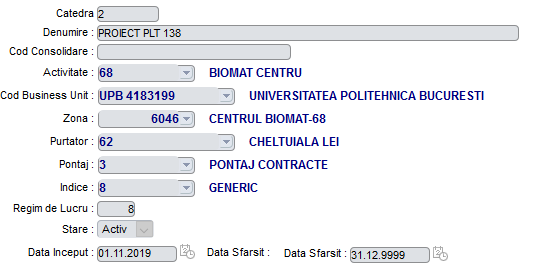 Catedra 2
Denumire : PROIECT PLT 138
Cod Consolidare :
Activitate : 68 BIOMAT CENTRU
Cod Business Unit : UPB 4183199 UNIVERSITATEA POLITEHNICA BUCURESTI
Zona : 6046 CENTRUL BIOMAT-68
Purtator : 62 CHELTUIALA LEI
Pontaj : 3 PONTAJ CONTRACTE
Indice : 8 GENERIC
Regim de Lucru : 8
Stare : Activ
Data Inceput : 01.11.2019 Data Sfarsit : Data Sfarsit : 31.12.9999